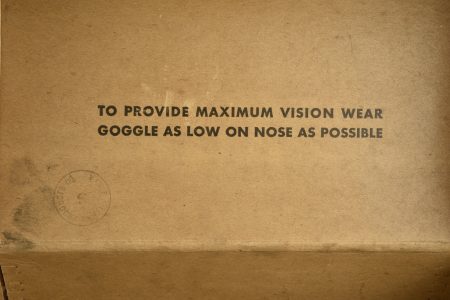 TO PROVIDE MAXIMUM VISION WEAR
GOGGLE AS LOW ON NOSE AS POSSIBLE